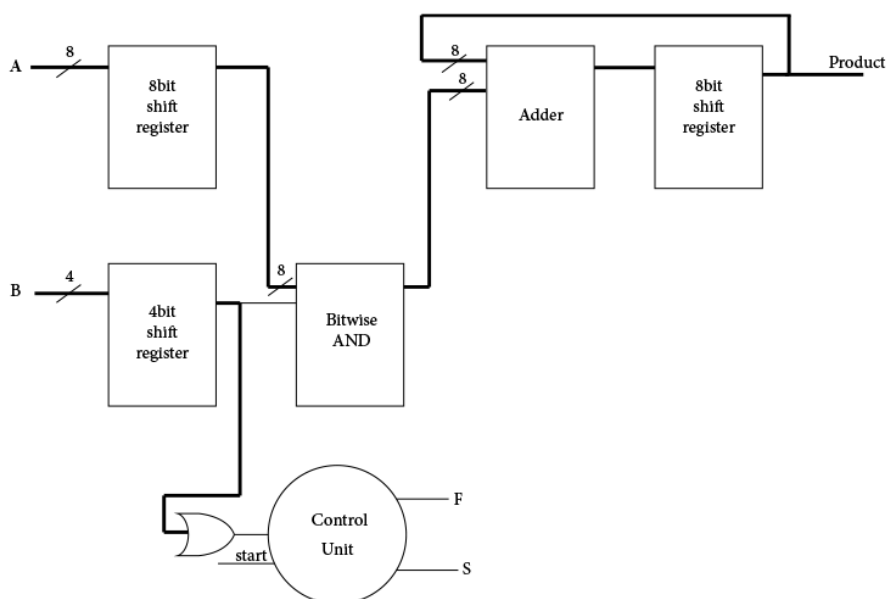 A
8
8bit
shift
register
8
8
Adder
8bit
shift
register
Product
B
4
4bit
shift
register
8
Bitwise
AND
Control
Unit
start
F
S